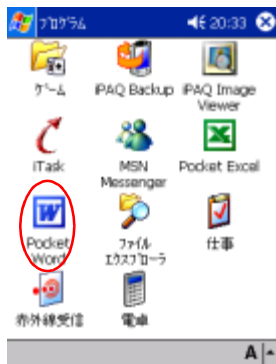 プログラム 20:33
ゲーム iPAQ Backup iPAQ Image Viewer
iTask MSN Messenger Pocket Excel
Pocket Word ファイル エクスプローラ 仕事
赤外線受信 電卓
A